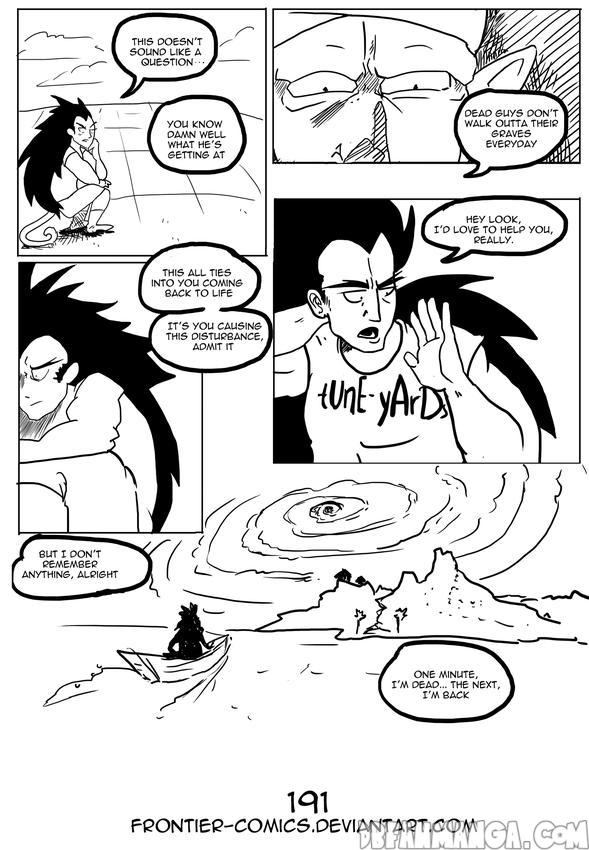 THIS DOESN'T
SOUND LIKE A
QUESTION...
YOU KNOW
DAMN WELL
WHAT HE'S
GETTING AT
DEAD GUYS DON'T
WALK OUTTA THEIR
GRAVES
EVERYDAY
HEY LOOK,
I'D LOVE TO HELP YOU,
REALLY.
tUnE-yArDs
THIS ALL TIES
INTO YOU COMING
BACK TO LIFE
IT'S YOU CAUSING
THIS DISTURBANCE,
ADMIT IT
BUT I DON'T
REMEMBER
ANYTHING, ALRIGHT
ONE MINUTE,
I'M DEAD... THE NEXT,
I'M BACK
191
FRONTIER-COMICS.DEVIANTART.COM
DBFANMANGA.COM